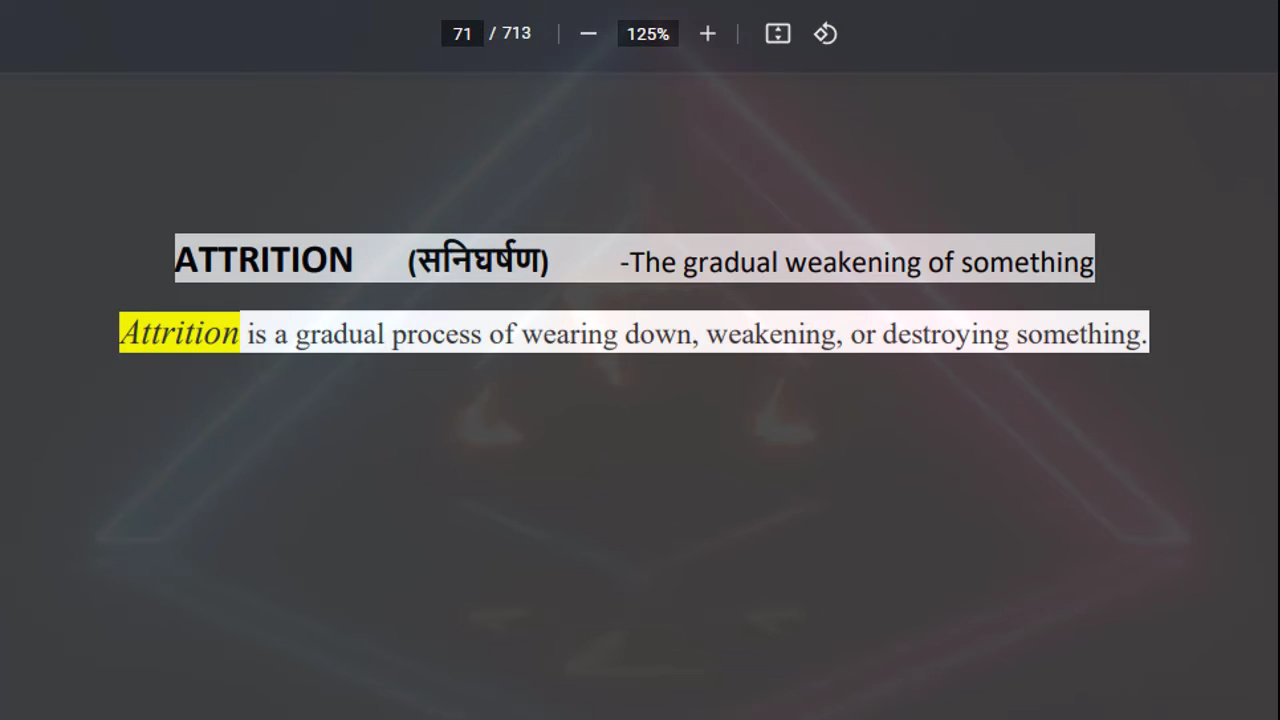 71 / 713 125%
ATTRITION (सनिघर्षण) -The gradual weakening of something
Attrition is a gradual process of wearing down, weakening, or destroying something.